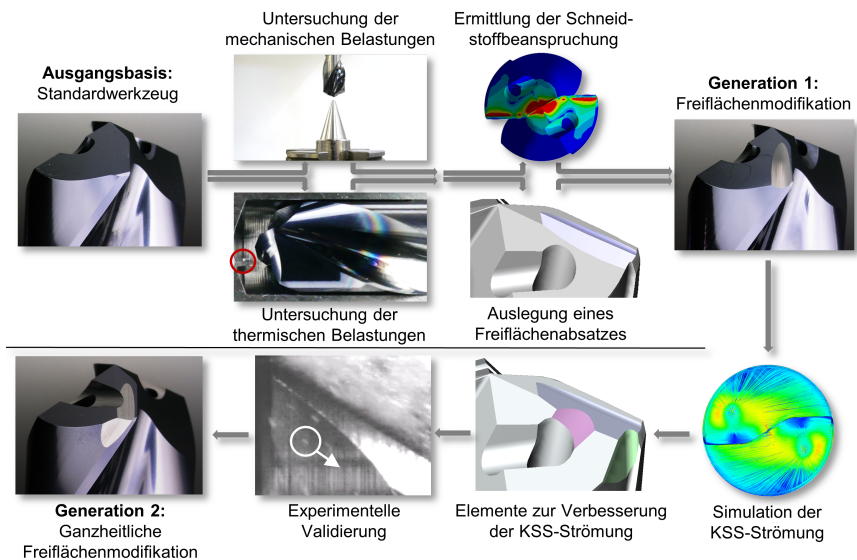 Ausgangsbasis:
Standardwerkzeug
Untersuchung der
mechanischen Belastungen
Untersuchung der
thermischen Belastungen
Ermittlung der Schneid-
stoffbeanspruchung
Auslegung eines
Freiflächenabsatzes
Generation 1:
Freiflächenmodifikation
Simulation der
KSS-Strömung
Elemente zur Verbesserung
der KSS-Strömung
Experimentelle
Validierung
Generation 2:
Ganzheitliche
Freiflächenmodifikation